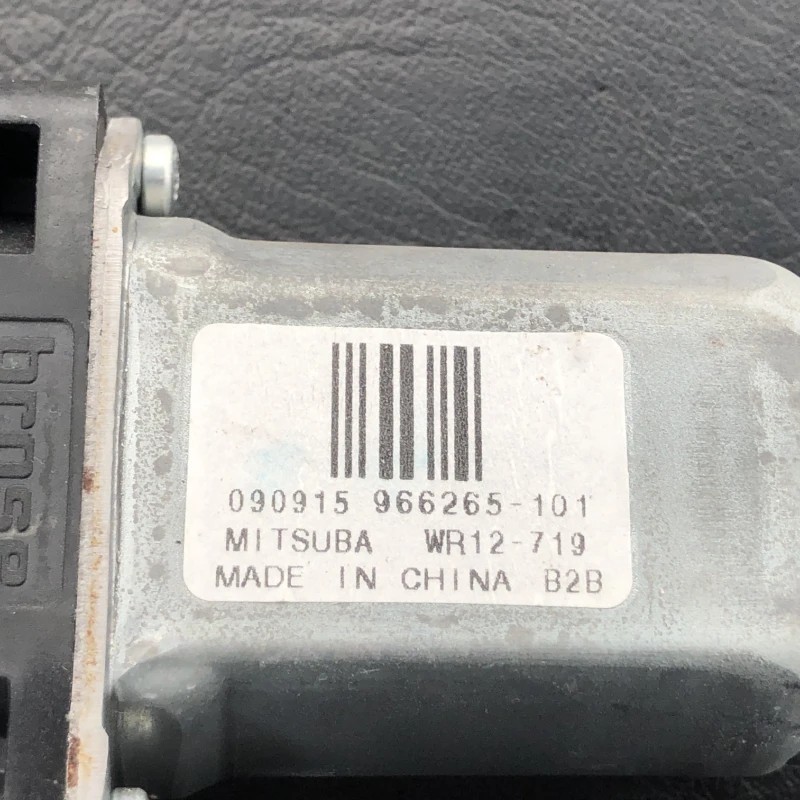 brose
090915 966265-101
MITSUBA WR12-719
MADE IN CHINA B2B